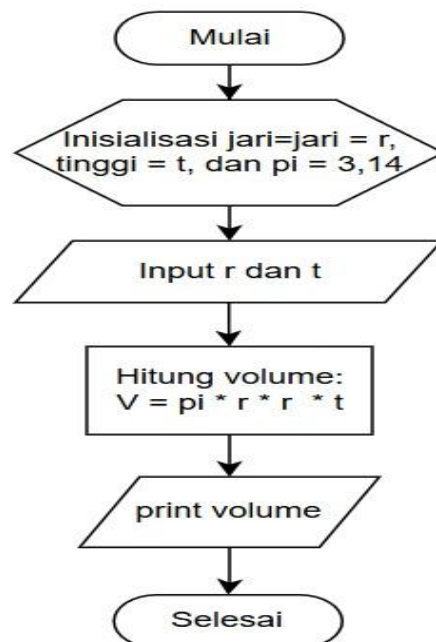 Mulai
Inisialisasi jari=jari = r,
tinggi = t, dan pi = 3,14
Input r dan t
Hitung volume:
V = pi * r * r * t
print volume
Selesai